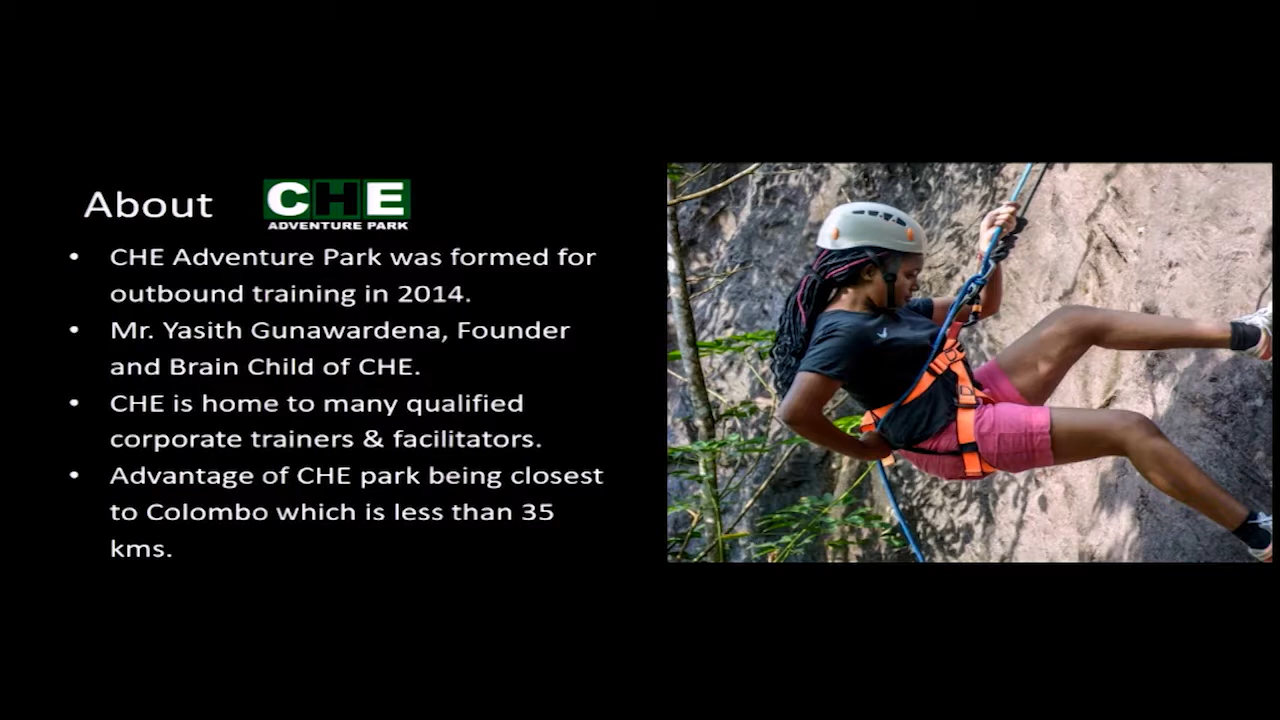 About
CHE
ADVENTURE PARK
• CHE Adventure Park was formed for
outbound training in 2014.
• Mr. Yasith Gunawardena, Founder
and Brain Child of CHE.
• CHE is home to many qualified
corporate trainers & facilitators.
• Advantage of CHE park being closest
to Colombo which is less than 35
kms.